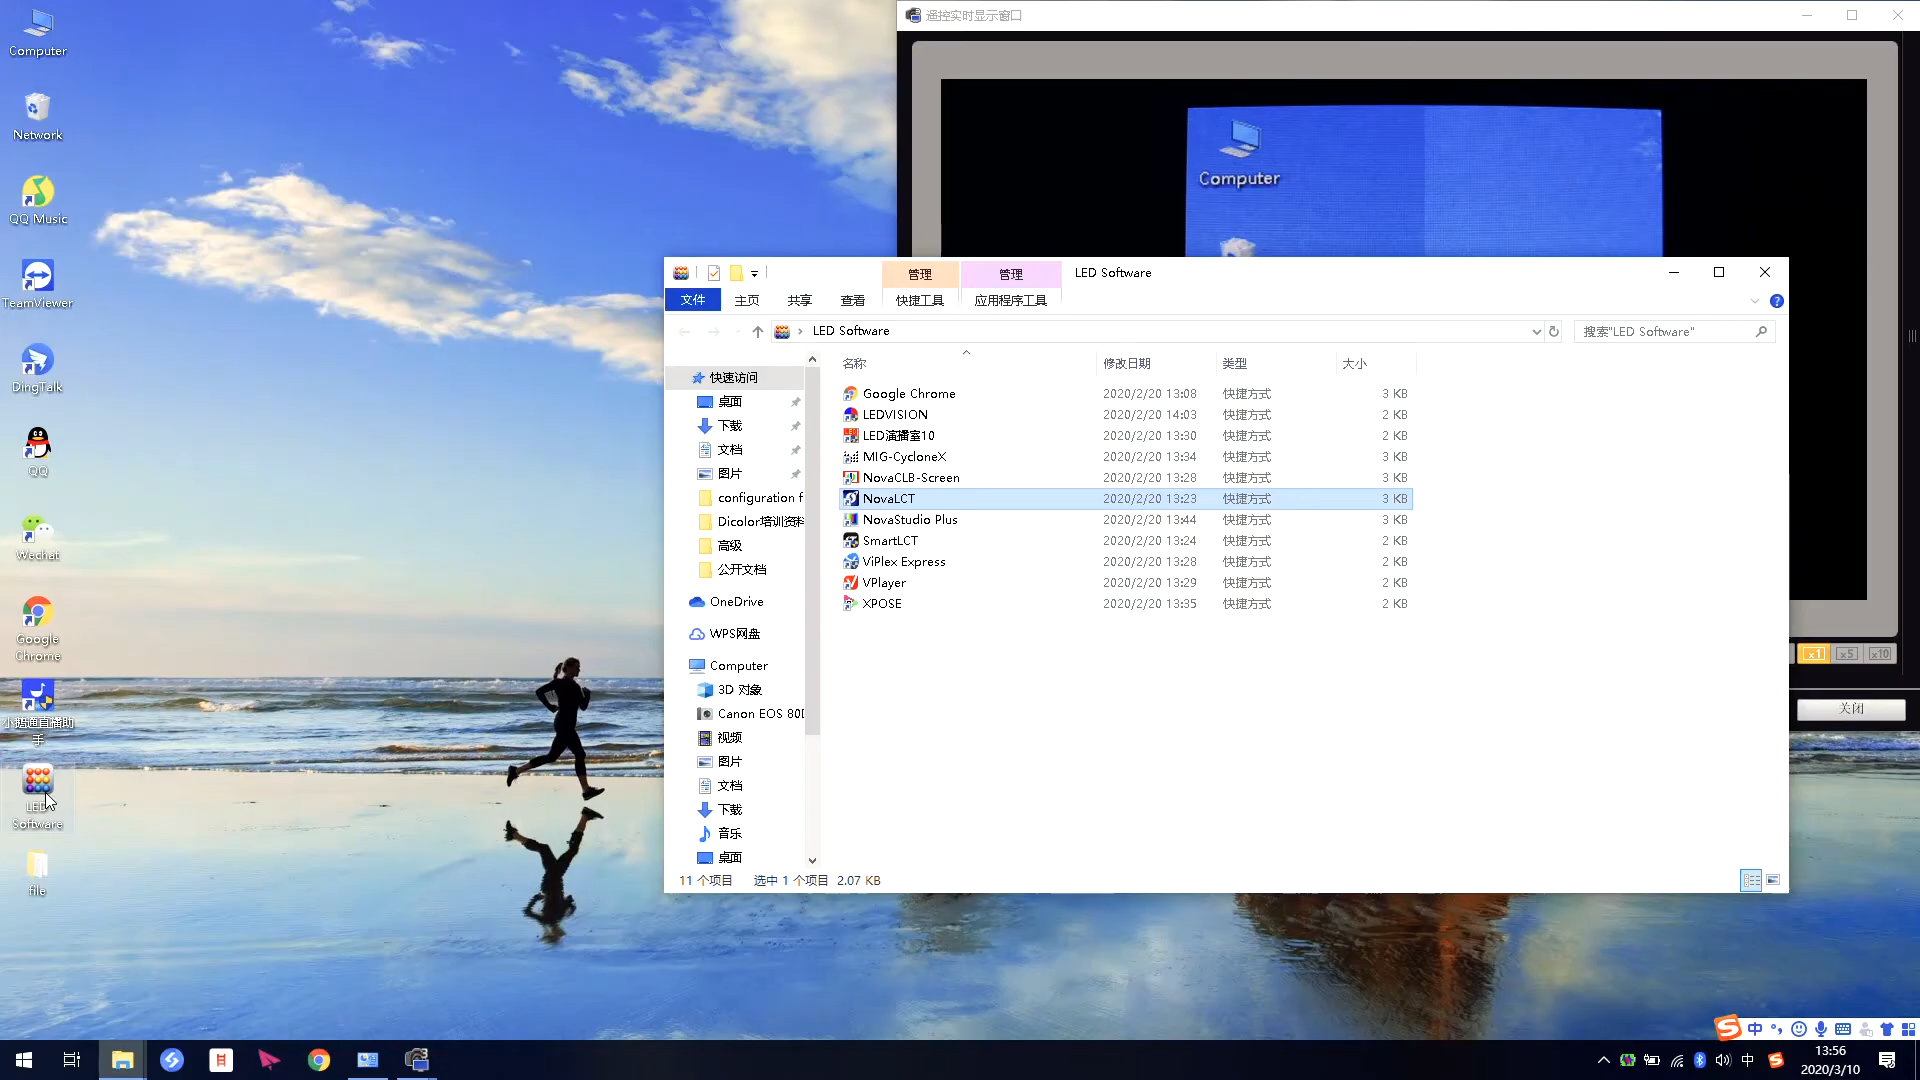 Computer
Network
QQ Music
TeamViewer
DingTalk
QQ
Wechat
Google
Chrome
小鹅通直播助
手
LED
Software
file
遥控实时显示窗口
Computer
x1 x5 x10
关闭
管理 管理 LED Software
文件 主页 共享 查看 快捷工具 应用程序工具
LED Software
搜索"LED Software"
快速访问
桌面
下载
文档
图片
configuration f
Dicolor培训资料
高级
公开文档
OneDrive
WPS网盘
Computer
3D 对象
Canon EOS 80D
视频
图片
文档
下载
音乐
桌面
名称 修改日期 类型 大小
Google Chrome 2020/2/20 13:08 快捷方式 3 KB
LEDVISION 2020/2/20 14:03 快捷方式 2 KB
LED演播室10 2020/2/20 13:30 快捷方式 2 KB
MIG-CycloneX 2020/2/20 13:34 快捷方式 3 KB
NovaCLB-Screen 2020/2/20 13:28 快捷方式 3 KB
NovaLCT 2020/2/20 13:23 快捷方式 3 KB
NovaStudio Plus 2020/2/20 13:44 快捷方式 3 KB
SmartLCT 2020/2/20 13:24 快捷方式 2 KB
ViPlex Express 2020/2/20 13:28 快捷方式 2 KB
VPlayer 2020/2/20 13:29 快捷方式 2 KB
XPOSE 2020/2/20 13:35 快捷方式 2 KB
11 个项目 选中 1 个项目 2.07 KB
中
中
13:56
2020/3/10